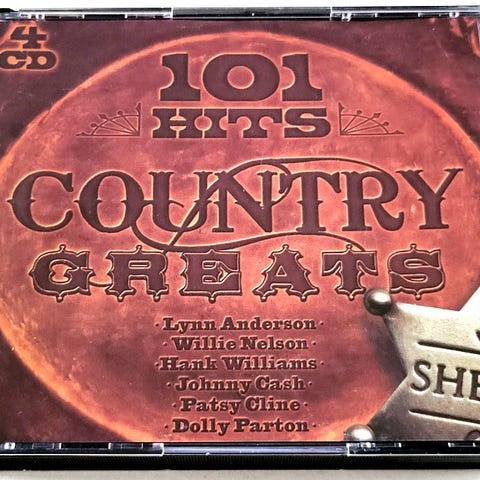 4
CD
101
HITS
COUNTRY
GREATS
· Lynn Anderson ·
· Willie Nelson ·
· Hank Williams ·
· Johnny Cash ·
· Patsy Cline ·
· Dolly Parton ·
SHE